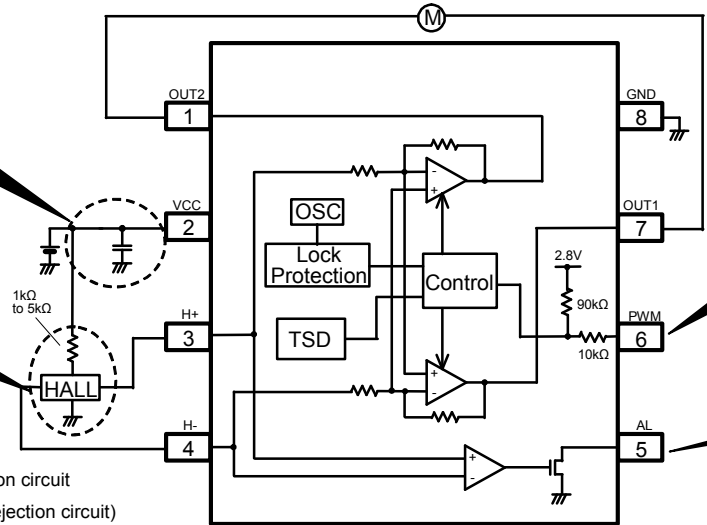 M
OUT2
1
GND
8
VCC
2
OSC
Lock
Protection
TSD
Control
-
+
+
-
OUT1
7
2.8V
90kΩ
10kΩ
PWM
6
1kΩ
to 5kΩ
H+
3
HALL
H-
4
+
-
AL
5
on circuit
ejection circuit)